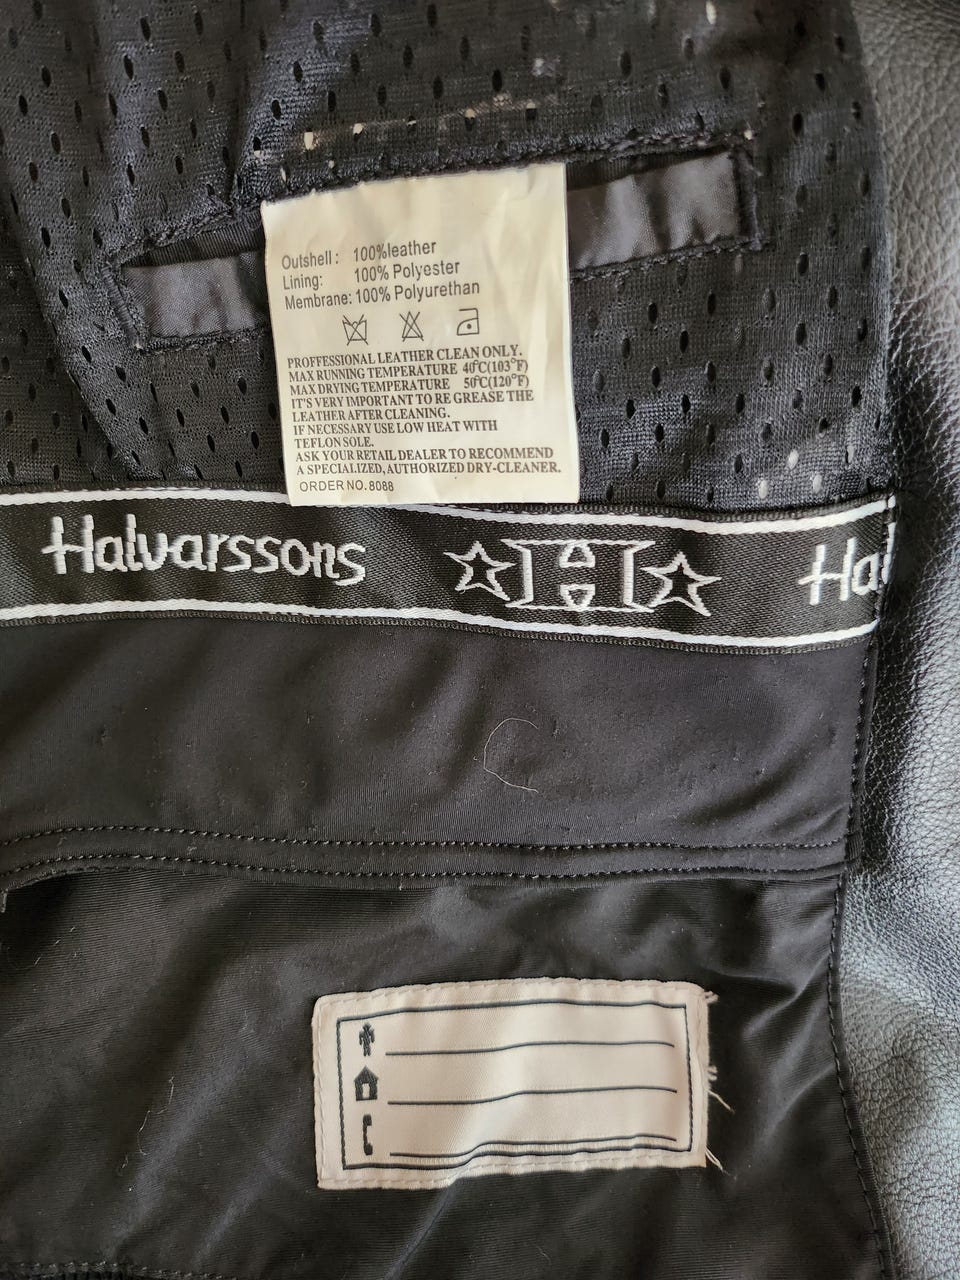 Outshell: 100%leather
Lining: 100% Polyester
Membrane: 100% Polyurethan
PROFFESSIONAL LEATHER CLEAN ONLY.
MAX RUNNING TEMPERATURE 40°C(103°F)
MAX DRYING TEMPERATURE 50°C(120°F)
IT'S VERY IMPORTANT TO RE GREASE THE
LEATHER AFTER CLEANING.
IF NECESSARY USE LOW HEAT WITH
TEFLON SOLE.
ASK YOUR RETAIL DEALER TO RECOMMEND
A SPECIALIZED, AUTHORIZED DRY-CLEANER.
ORDER NO. 8088
Halvarssons H Hal